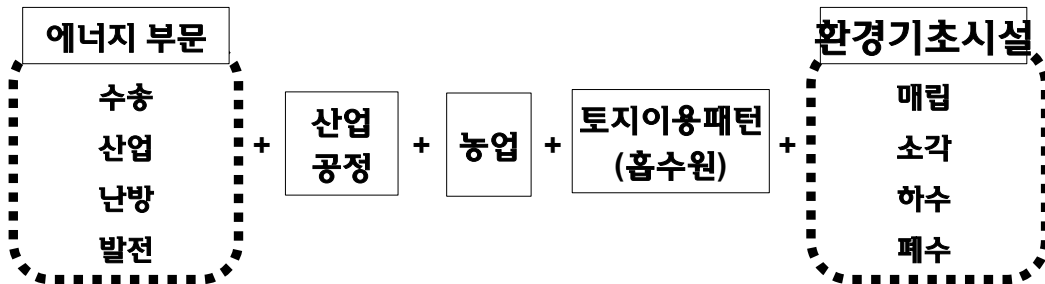 에너지 부문
수송
산업
난방
발전
+
산업
공정
+
농업
+
토지이용패턴
(흡수원)
+
환경기초시설
매립
소각
하수
폐수